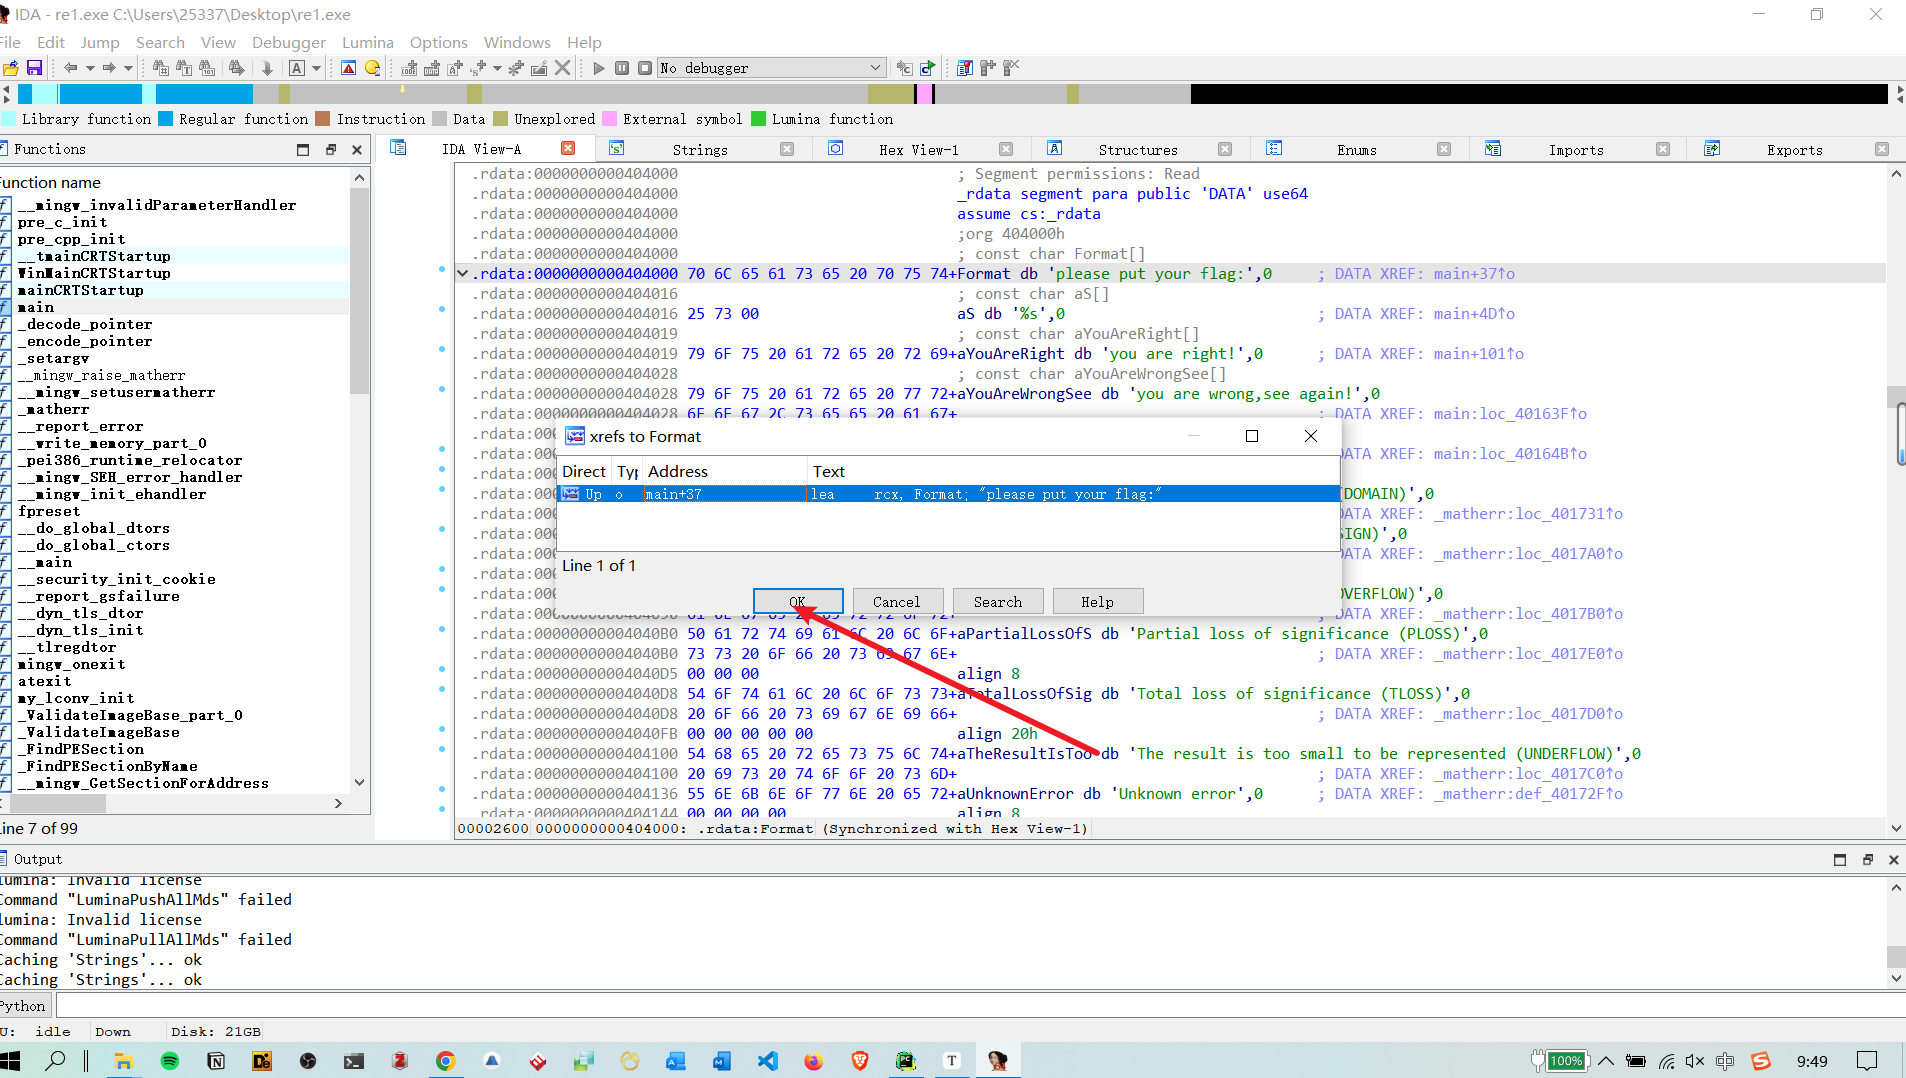 IDA - re1.exe C:\Users\25337\Desktop\re1.exe
File Edit Jump Search View Debugger Lumina Options Windows Help
No debugger
Library function Regular function Instruction Data Unexplored External symbol Lumina function
Functions
IDA View-A Strings Hex View-1 Structures Enums Imports Exports
Function name
__mingw_invalidParameterHandler
pre_c_init
pre_cpp_init
__tmainCRTStartup
WinMainCRTStartup
mainCRTStartup
main
_decode_pointer
_encode_pointer
_setargv
__mingw_raise_matherr
__mingw_setusermatherr
_matherr
__report_error
__write_memory_part_0
_pei386_runtime_relocator
__mingw_SEH_error_handler
__mingw_init_ehandler
fpreset
__do_global_dtors
__do_global_ctors
__main
__security_init_cookie
__report_gsfailure
__dyn_tls_dtor
__dyn_tls_init
__tlregdtor
mingw_onexit
atexit
my_lconv_init
_ValidateImageBase_part_0
_ValidateImageBase
_FindPESection
_FindPESectionByName
__mingw_GetSectionForAddress
Line 7 of 99
.rdata:0000000000404000 ; Segment permissions: Read
.rdata:0000000000404000 _rdata segment para public 'DATA' use64
.rdata:0000000000404000 assume cs:_rdata
.rdata:0000000000404000 ;org 404000h
.rdata:0000000000404000 ; const char Format[]
.rdata:0000000000404000 70 6C 65 61 73 65 20 70 75 74+Format db 'please put your flag:',0 ; DATA XREF: main+37↑o
.rdata:0000000000404016 ; const char aS[]
.rdata:0000000000404016 25 73 00 aS db '%s',0 ; DATA XREF: main+4D↑o
.rdata:0000000000404019 ; const char aYouAreRight[]
.rdata:0000000000404019 79 6F 75 20 61 72 65 20 72 69+aYouAreRight db 'you are right!',0 ; DATA XREF: main+101↑o
.rdata:0000000000404028 ; const char aYouAreWrongSee[]
.rdata:0000000000404028 79 6F 75 20 61 72 65 20 77 72+aYouAreWrongSee db 'you are wrong,see again!',0
.rdata:0000000000404028 6F 6E 67 2C 73 65 65 20 61 67+ ; DATA XREF: main:loc_40163F↑o
DATA XREF: main:loc_40164B↑o
(DOMAIN)',0
DATA XREF: _matherr:loc_401731↑o
SIGN)',0
DATA XREF: _matherr:loc_4017A0↑o
OVERFLOW)',0
DATA XREF: _matherr:loc_4017B0↑o
xrefs to Format
Direct Typ Address Text
Up o main+37 lea rcx, Format; "please put your flag:"
Line 1 of 1
OK Cancel Search Help
.rdata:00000000004040B0 50 61 72 74 69 61 6C 20 6C 6F+aPartialLossOfS db 'Partial loss of significance (PLOSS)',0
.rdata:00000000004040B0 73 73 20 6F 66 20 73 69 67 6E+ ; DATA XREF: _matherr:loc_4017E0↑o
.rdata:00000000004040D5 00 00 00 align 8
.rdata:00000000004040D8 54 6F 74 61 6C 20 6C 6F 73 73+aTotalLossOfSig db 'Total loss of significance (TLOSS)',0
.rdata:00000000004040D8 20 6F 66 20 73 69 67 6E 69 66+ ; DATA XREF: _matherr:loc_4017D0↑o
.rdata:00000000004040FB 00 00 00 00 00 align 20h
.rdata:0000000000404100 54 68 65 20 72 65 73 75 6C 74+aTheResultIsToo db 'The result is too small to be represented (UNDERFLOW)',0
.rdata:0000000000404100 20 69 73 20 74 6F 6F 20 73 6D+ ; DATA XREF: _matherr:loc_4017C0↑o
.rdata:0000000000404136 55 6E 6B 6E 6F 77 6E 20 65 72+aUnknownError db 'Unknown error',0 ; DATA XREF: _matherr:def_40172F↑o
.rdata:0000000000404144 00 00 00 00 align 8
00002600 0000000000404000: .rdata:Format (Synchronized with Hex View-1)
Output
lumina: Invalid license
Command "LuminaPushAllMds" failed
lumina: Invalid license
Command "LuminaPullAllMds" failed
Caching 'Strings'... ok
Caching 'Strings'... ok
Python
U: idle Down Disk: 21GB
100% 中 9:49